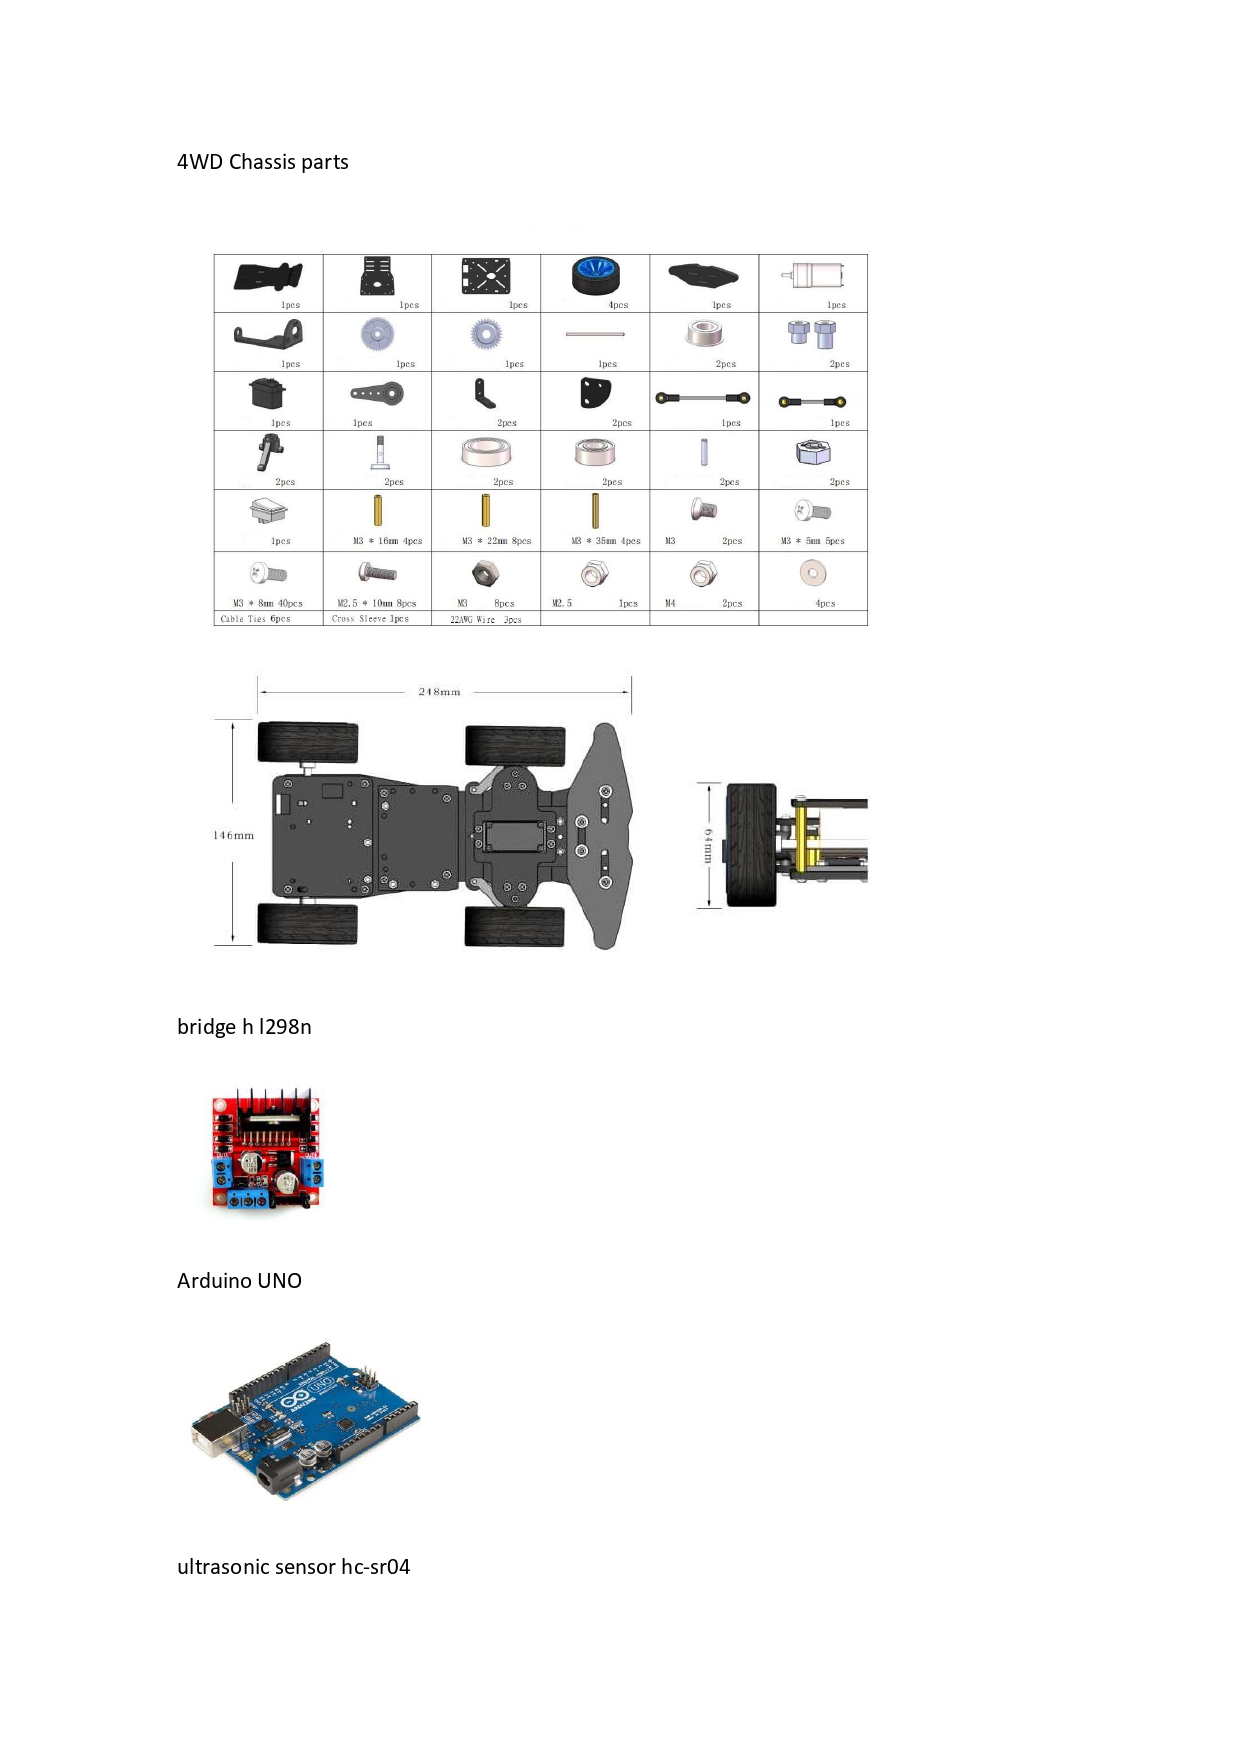 4WD Chassis parts
1pcs 1pcs 1pcs 4pcs 1pcs 1pcs
1pcs 1pcs 1pcs 1pcs 2pcs 2pcs
1pcs 1pcs 2pcs 2pcs 1pcs 1pcs
2pcs 2pcs 2pcs 2pcs 2pcs 2pcs
1pcs M3 * 16mm 4pcs M3 * 22mm 8pcs M3 * 35mm 4pcs M3 2pcs M3 * 5mm 5pcs
M3 * 8mm 40pcs M2.5 * 10mm 8pcs M3 8pcs M2.5 1pcs M4 2pcs 4pcs
Cable Ties 6pcs Cross Sleeve 1pcs 22AWG Wire 3pcs
248mm
146mm
64mm
bridge h l298n
Arduino UNO
UNO
ARDUINO
ultrasonic sensor hc-sr04